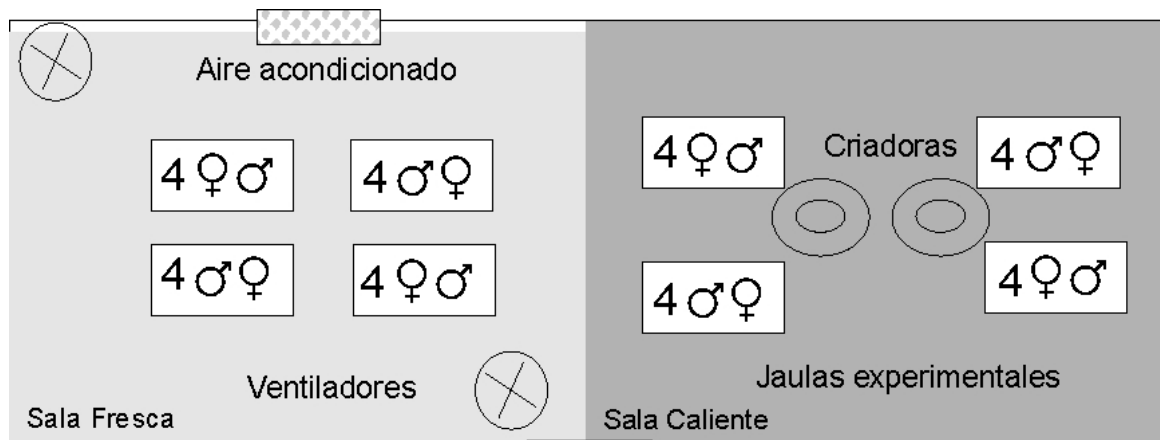 Aire acondicionado
4 ♀♂
4 ♂♀
4 ♂♀
4 ♀♂
Ventiladores
Sala Fresca
4 ♀♂
Criadoras
4 ♂♀
4 ♂♀
4 ♀♂
Jaulas experimentales
Sala Caliente